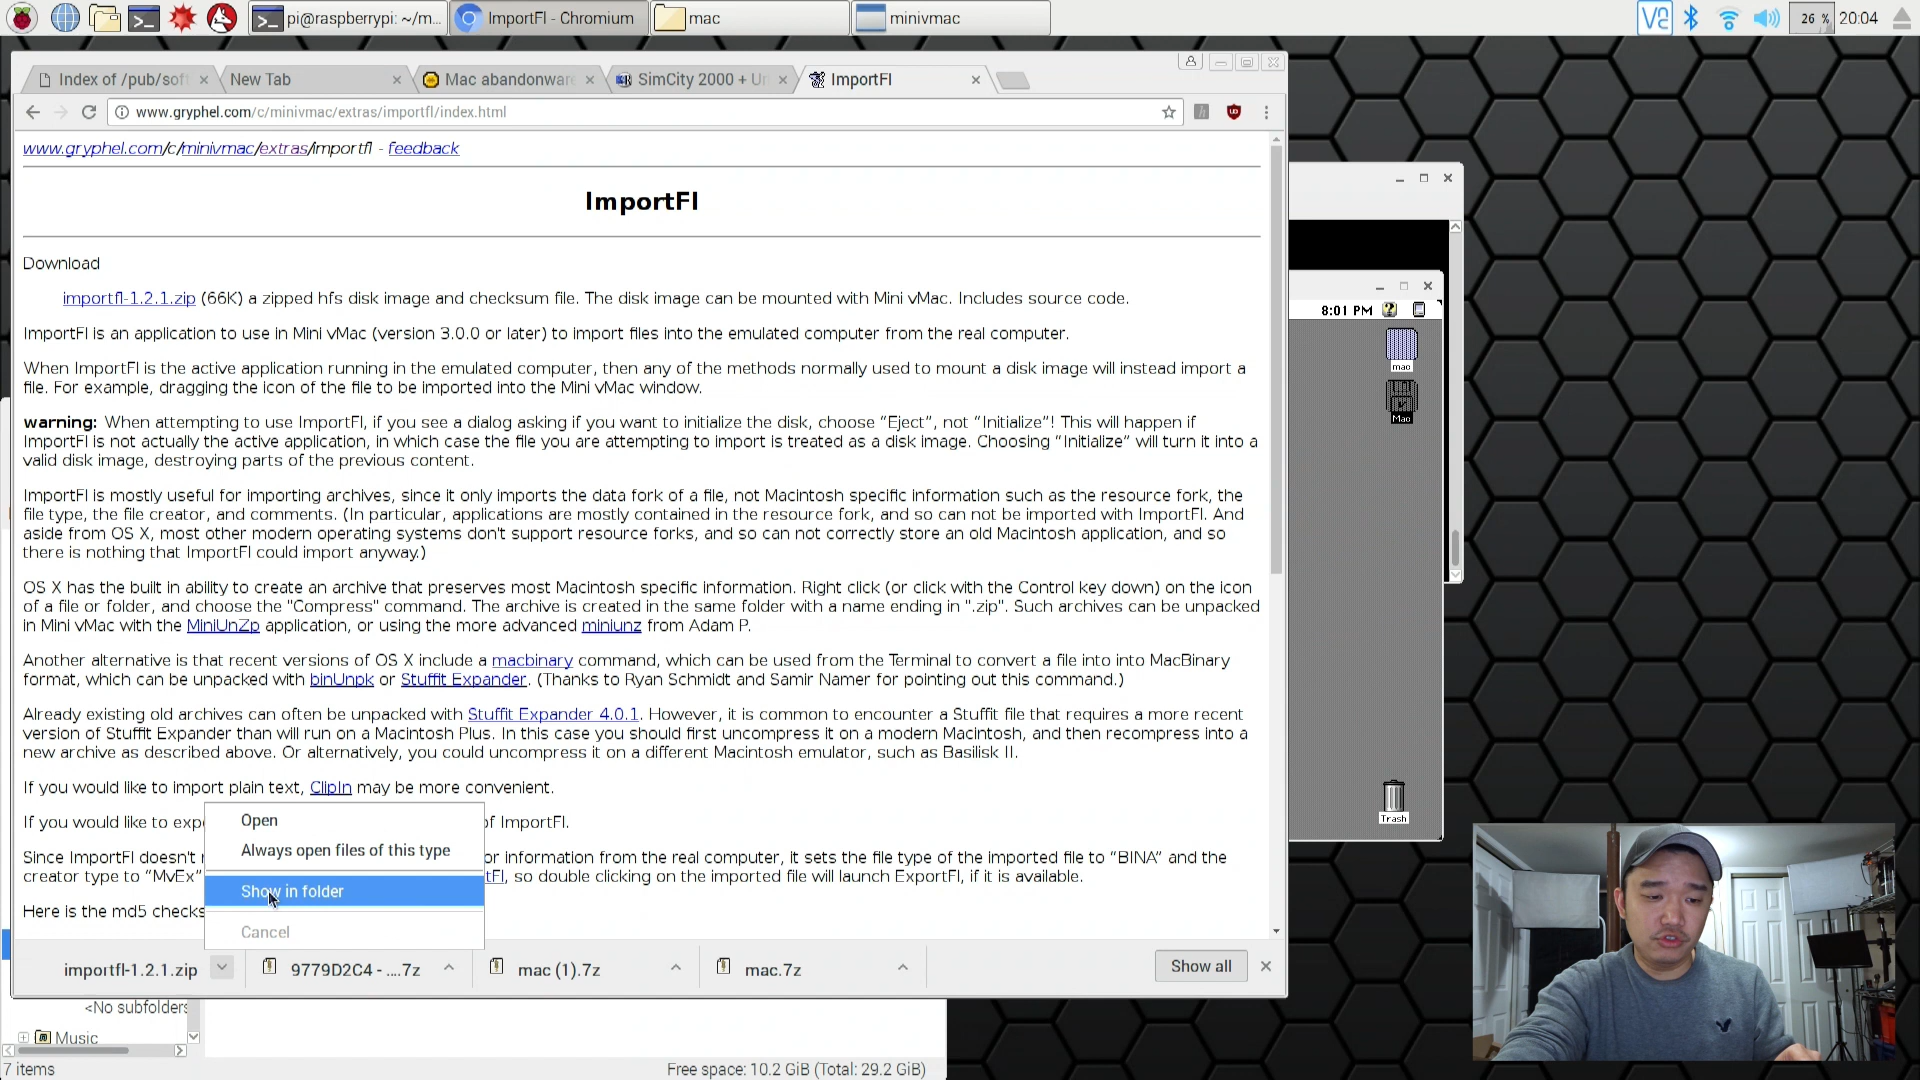 pi@raspberrypi: ~/m...
ImportFl - Chromium
mac
minivmac
26 %
20:04
Index of /pub/soft
New Tab
Mac abandonware
SimCity 2000 + Ur
ImportFl
www.gryphel.com/c/minivmac/extras/importfl/index.html
www.gryphel.com/c/minivmac/extras/importfl - feedback
ImportFl
Download
importfl-1.2.1.zip (66K) a zipped hfs disk image and checksum file. The disk image can be mounted with Mini vMac. Includes source code.
ImportFl is an application to use in Mini vMac (version 3.0.0 or later) to import files into the emulated computer from the real computer.
When ImportFl is the active application running in the emulated computer, then any of the methods normally used to mount a disk image will instead import a
file. For example, dragging the icon of the file to be imported into the Mini vMac window.
warning: When attempting to use ImportFl, if you see a dialog asking if you want to initialize the disk, choose “Eject”, not “Initialize”! This will happen if
ImportFl is not actually the active application, in which case the file you are attempting to import is treated as a disk image. Choosing “Initialize” will turn it into a
valid disk image, destroying parts of the previous content.
ImportFl is mostly useful for importing archives, since it only imports the data fork of a file, not Macintosh specific information such as the resource fork, the
file type, the file creator, and comments. (In particular, applications are mostly contained in the resource fork, and so can not be imported with ImportFl. And
aside from OS X, most other modern operating systems don't support resource forks, and so can not correctly store an old Macintosh application, and so
there is nothing that ImportFl could import anyway.)
OS X has the built in ability to create an archive that preserves most Macintosh specific information. Right click (or click with the Control key down) on the icon
of a file or folder, and choose the "Compress" command. The archive is created in the same folder with a name ending in ".zip". Such archives can be unpacked
in Mini vMac with the MiniUnZp application, or using the more advanced miniunz from Adam P.
Another alternative is that recent versions of OS X include a macbinary command, which can be used from the Terminal to convert a file into into MacBinary
format, which can be unpacked with binUnpk or Stuffit Expander. (Thanks to Ryan Schmidt and Samir Namer for pointing out this command.)
Already existing old archives can often be unpacked with Stuffit Expander 4.0.1. However, it is common to encounter a Stuffit file that requires a more recent
version of Stuffit Expander than will run on a Macintosh Plus. In this case you should first uncompress it on a modern Macintosh, and then recompress into a
new archive as described above. Or alternatively, you could uncompress it on a different Macintosh emulator, such as Basilisk II.
If you would like to import plain text, ClipIn may be more convenient.
If you would like to expo
of ImportFl.
Since ImportFl doesn't r
or information from the real computer, it sets the file type of the imported file to “BINA” and the
creator type to “MvEx”
tFl, so double clicking on the imported file will launch ExportFl, if it is available.
Here is the md5 checks
Open
Always open files of this type
Show in folder
Cancel
importfl-1.2.1.zip
9779D2C4 - ....7z
mac (1).7z
mac.7z
Show all
<No subfolders
Music
7 items
Free space: 10.2 GiB (Total: 29.2 GiB)
8:01 PM
mac
Mac
Trash